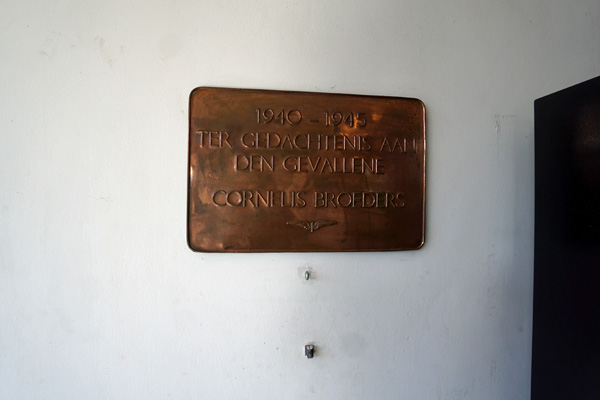 1940 - 1945
TER GEDACHTENIS AAN
DEN GEVALLENE
CORNELIS BROEDERS